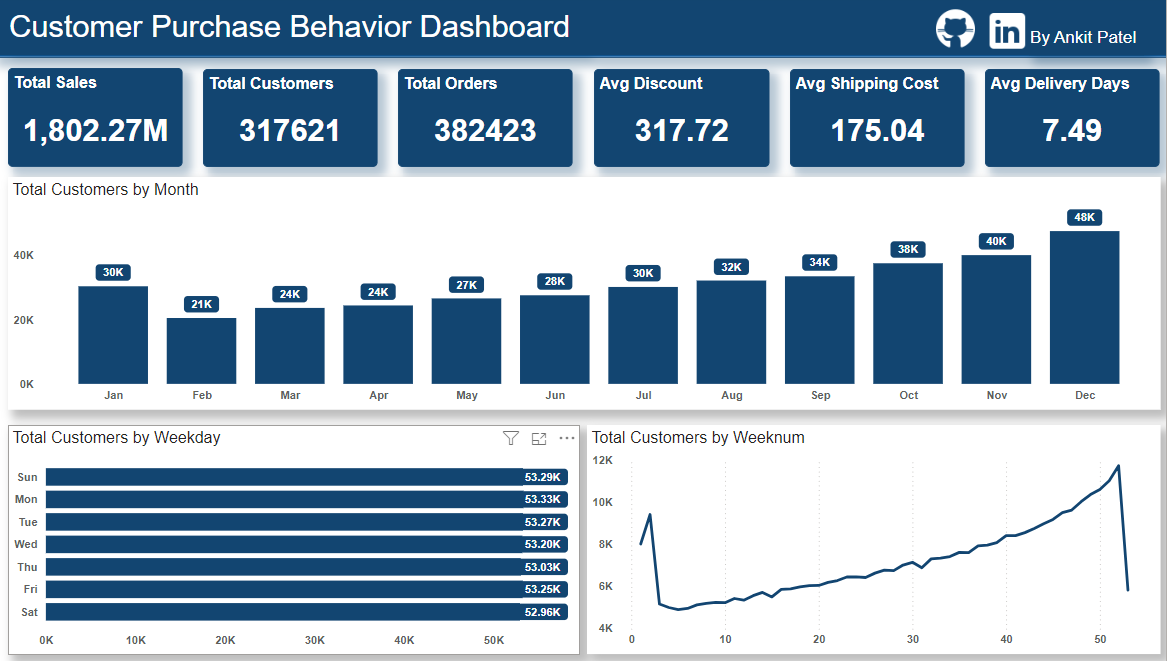 Customer Purchase Behavior Dashboard
in By Ankit Patel
Total Sales
1,802.27M
Total Customers
317621
Total Orders
382423
Avg Discount
317.72
Avg Shipping Cost
175.04
Avg Delivery Days
7.49
Total Customers by Month
40K
20K
0K
30K
21K
24K
24K
27K
28K
30K
32K
34K
38K
40K
48K
Jan Feb Mar Apr May Jun Jul Aug Sep Oct Nov Dec
Total Customers by Weekday
Sun 53.29K
Mon 53.33K
Tue 53.27K
Wed 53.20K
Thu 53.03K
Fri 53.25K
Sat 52.96K
0K 10K 20K 30K 40K 50K
Total Customers by Weeknum
12K
10K
8K
6K
4K
0 10 20 30 40 50